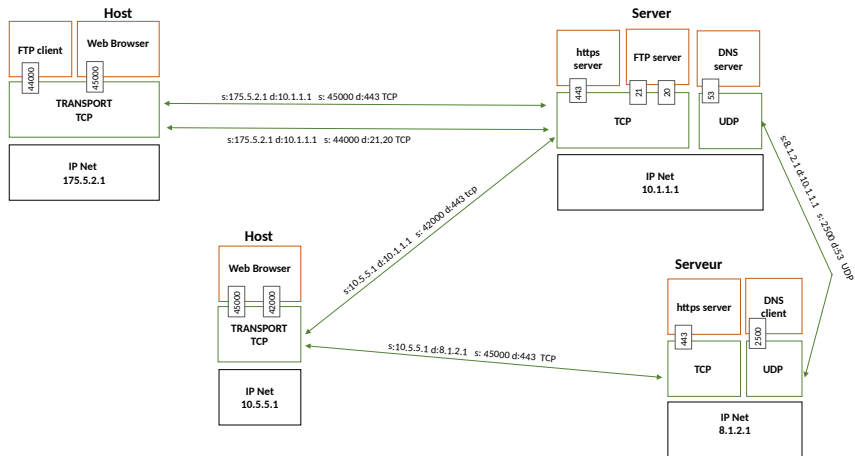 Host
FTP client
Web Browser
44000
45000
TRANSPORT
TCP
IP Net
175.5.2.1
s:175.5.2.1 d:10.1.1.1 s: 45000 d:443 TCP
s:175.5.2.1 d:10.1.1.1 s: 44000 d:21,20 TCP
Server
https
server
FTP server
DNS
server
443
21
20
53
TCP
UDP
IP Net
10.1.1.1
s:10.5.5.1 d:10.1.1.1 s: 42000 d:443 tcp
s:8.1.2.1 d:10.1.1.1 s: 2500 d:53 UDP
Host
Web Browser
45000
42000
TRANSPORT
TCP
IP Net
10.5.5.1
s:10.5.5.1 d:8.1.2.1 s: 45000 d:443 TCP
Serveur
https server
DNS
client
443
2500
TCP
UDP
IP Net
8.1.2.1